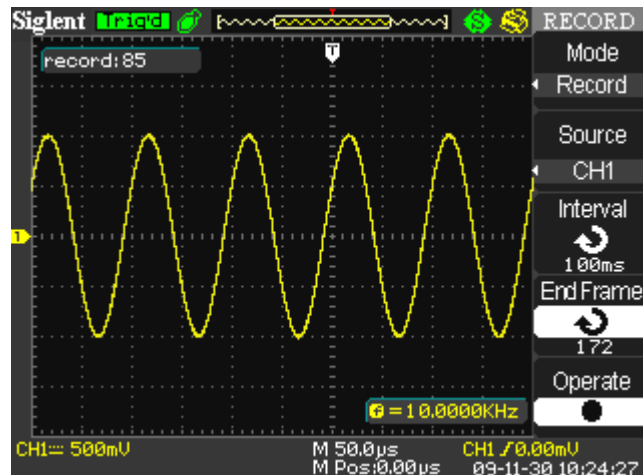 Siglent Trig'd S RECORD
record:85
T
Mode
Record
Source
CH1
1
Interval
100ms
End Frame
172
Operate
f=10.0000KHz
CH1 500mV M 50.0µs CH1 0.00mV
M Pos:0.00µs 09-11-30 10:24:27